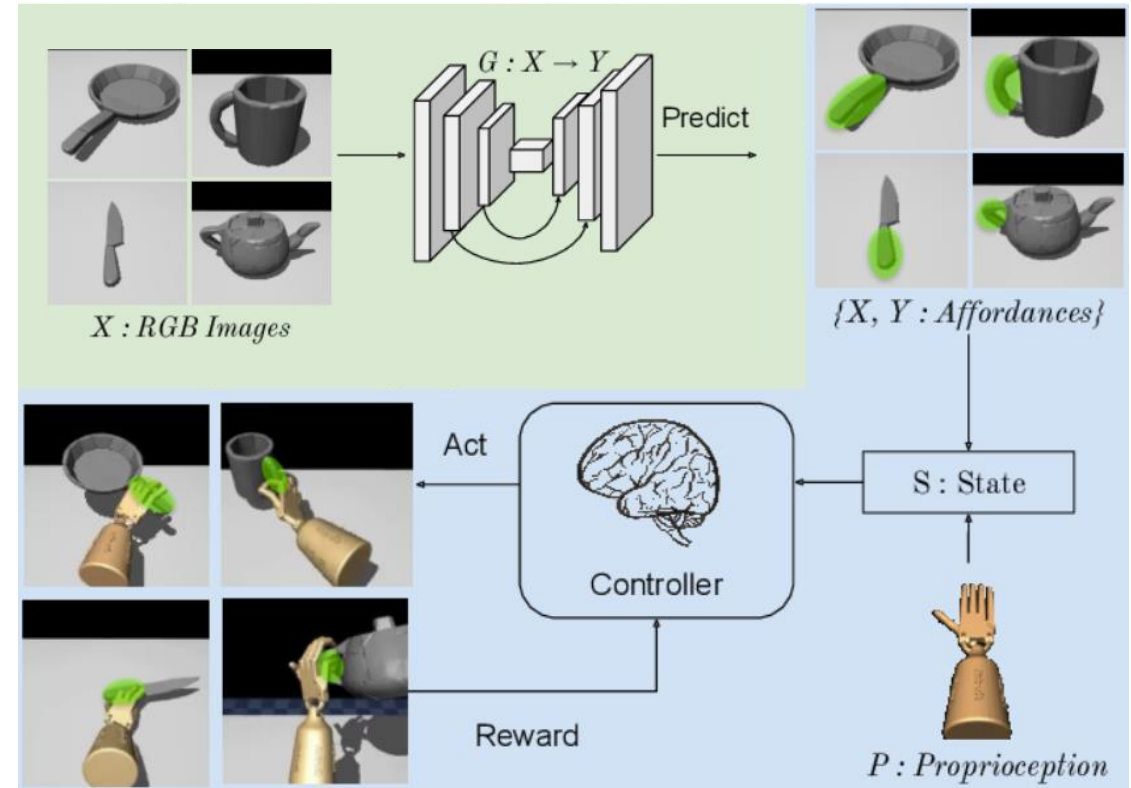 G : X → Y
Predict
X : RGB Images
{X, Y : Affordances}
Act
S : State
Controller
Reward
P : Proprioception